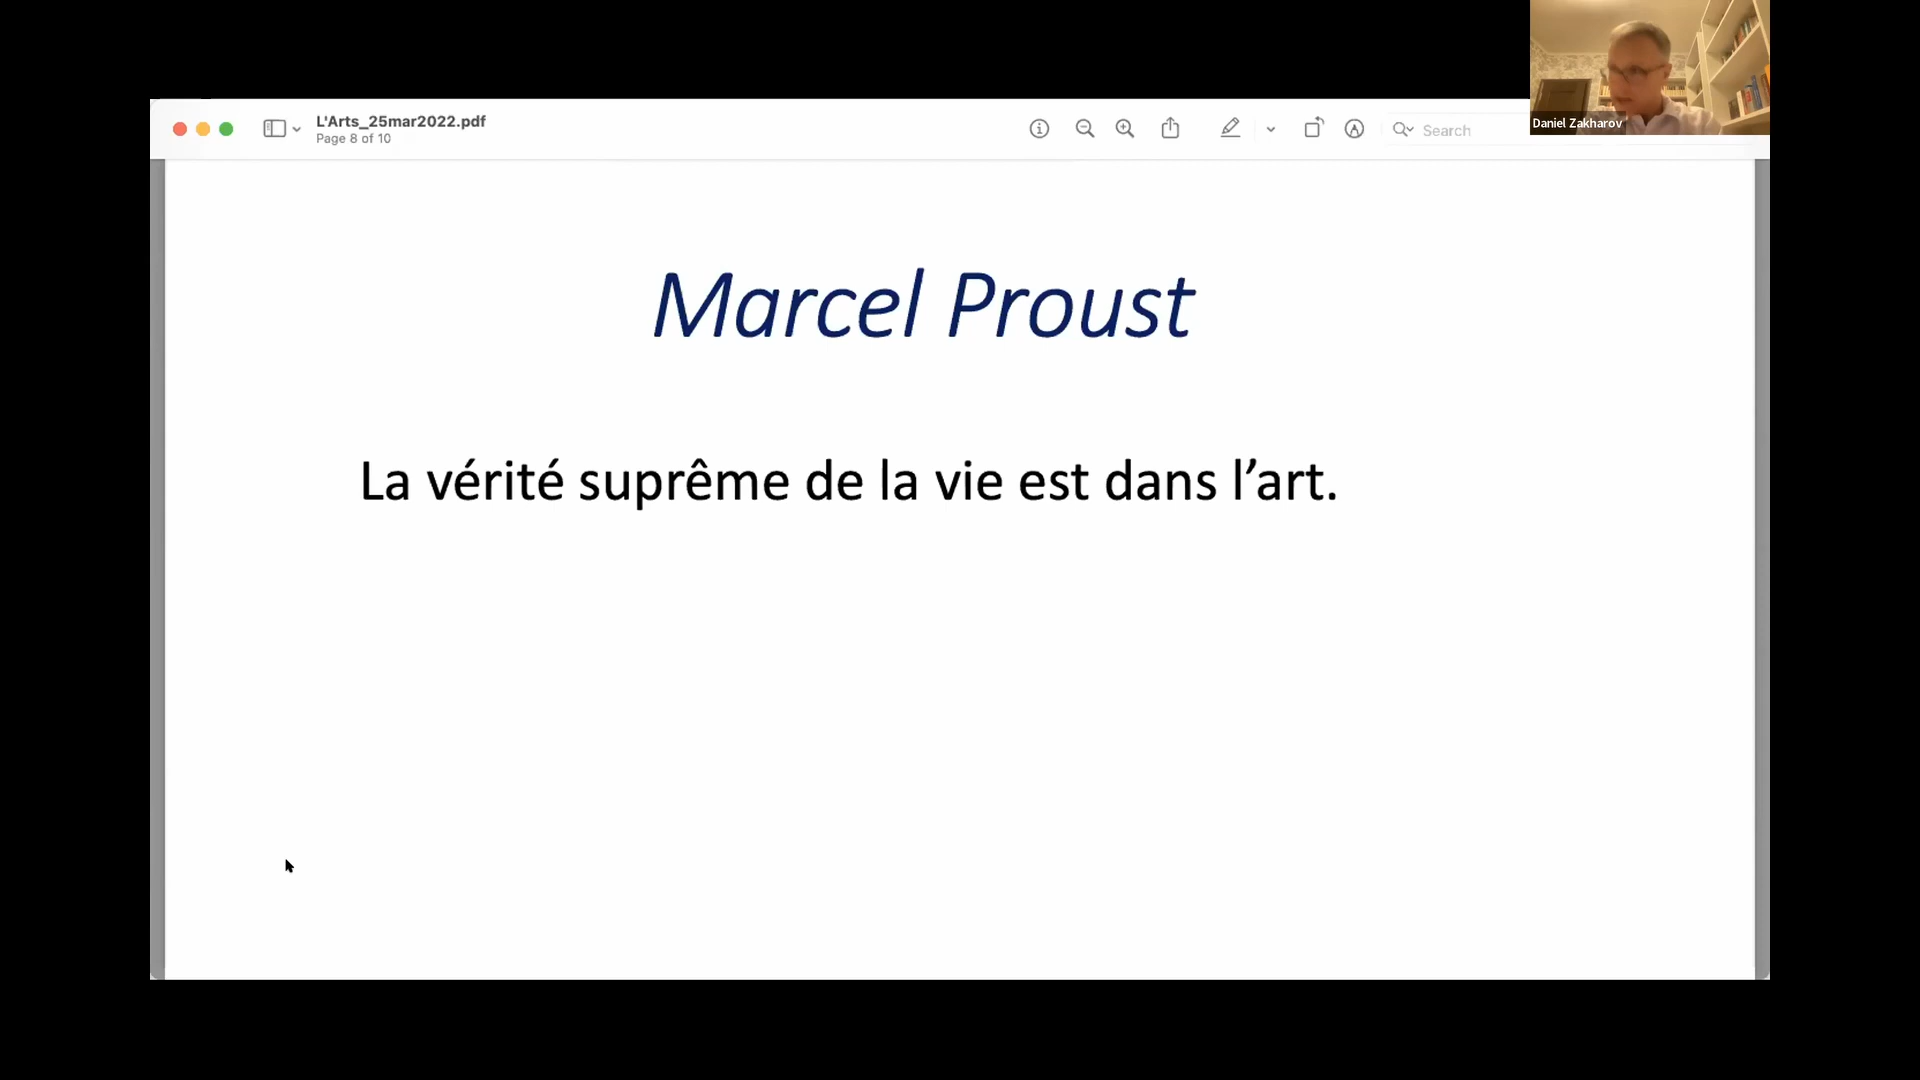 L'Arts_25mar2022.pdf
Page 8 of 10
Search
Daniel Zakharov
Marcel Proust
La vérité suprême de la vie est dans l’art.